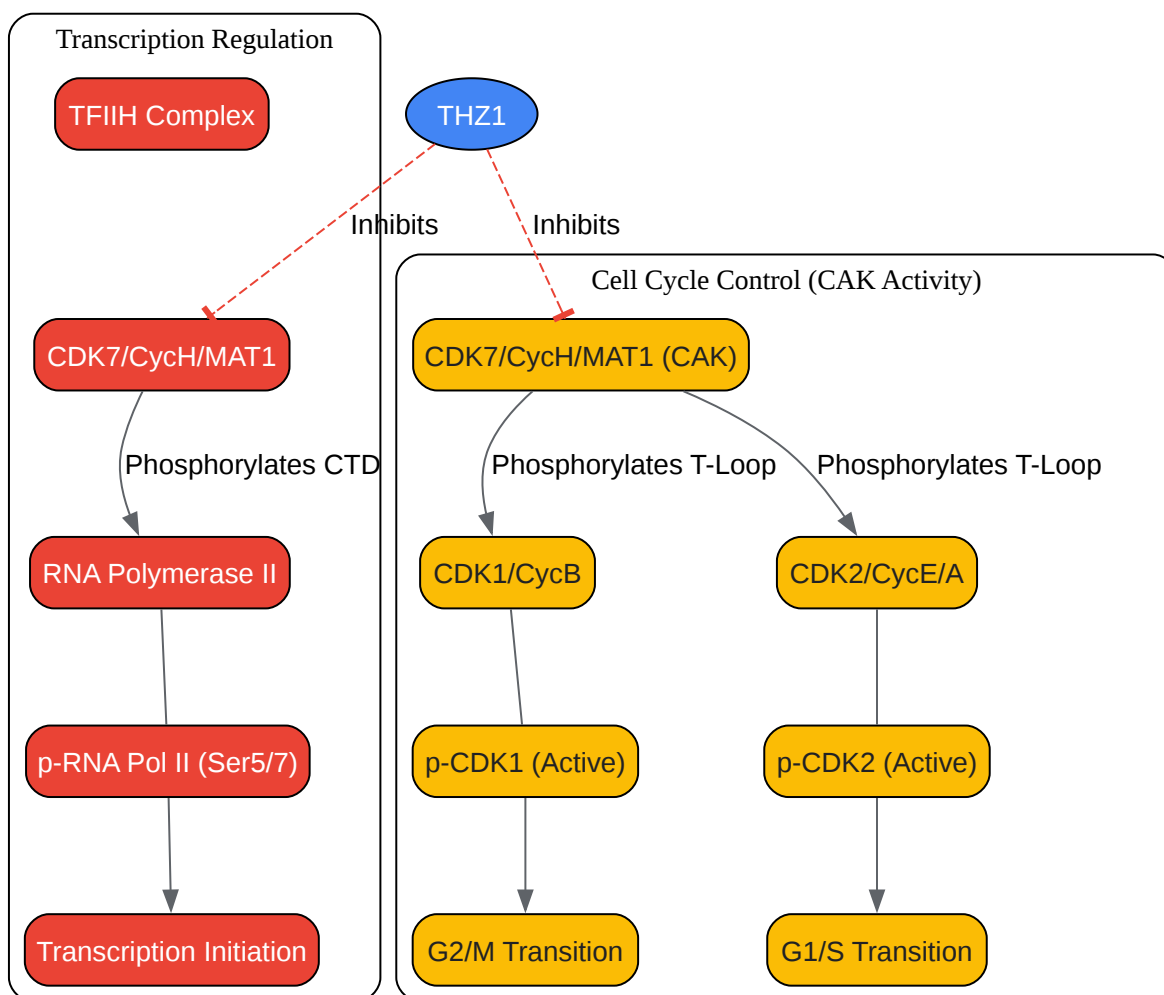 Transcription Regulation
TFIIH Complex
THZ1
Inhibits
Inhibits
Cell Cycle Control (CAK Activity)
CDK7/CycH/MAT1
CDK7/CycH/MAT1 (CAK)
Phosphorylates CTD
Phosphorylates T-Loop
Phosphorylates T-Loop
RNA Polymerase II
CDK1/CycB
CDK2/CycE/A
p-RNA Pol II (Ser5/7)
p-CDK1 (Active)
p-CDK2 (Active)
Transcription Initiation
G2/M Transition
G1/S Transition